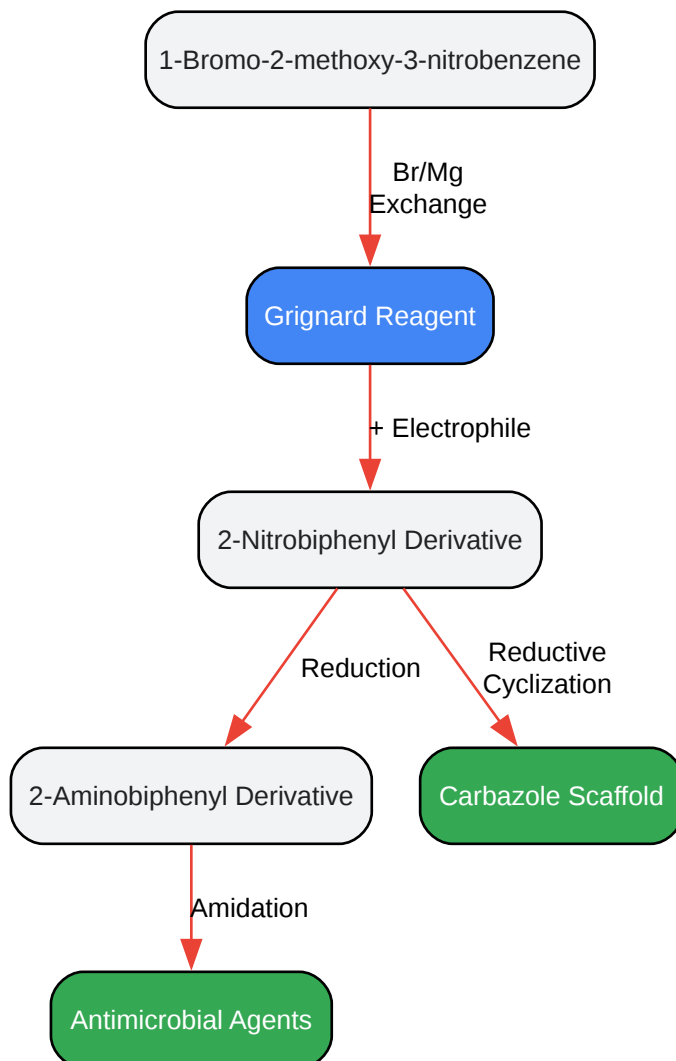 1-Bromo-2-methoxy-3-nitrobenzene
Br/Mg
Exchange
Grignard Reagent
+ Electrophile
2-Nitrobiphenyl Derivative
Reduction
Reductive
Cyclization
2-Aminobiphenyl Derivative
Carbazole Scaffold
Amidation
Antimicrobial Agents